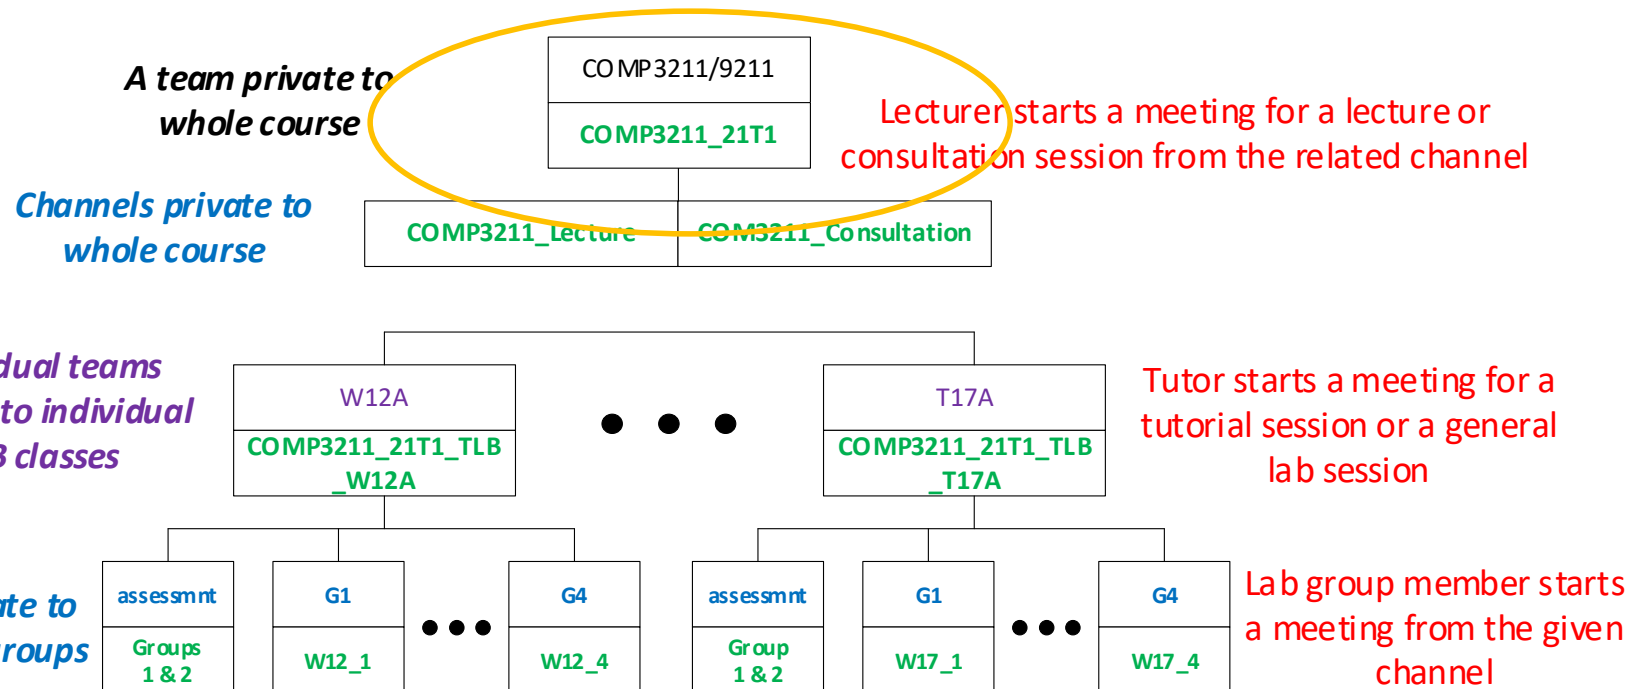 A team private to
whole course
COMP3211/9211
COMP3211_21T1
Lecturer starts a meeting for a lecture or
consultation session from the related channel
Channels private to
whole course
COMP3211_Lecture
COM3211_Consultation
dual teams
to individual
classes
W12A
COMP3211_21T1_TLB
_W12A
T17A
COMP3211_21T1_TLB
_T17A
Tutor starts a meeting for a
tutorial session or a general
lab session
ate to
roups
assessmnt
Groups
1 & 2
G1
W12_1
G4
W12_4
assessmnt
Group
1 & 2
G1
W17_1
G4
W17_4
Lab group member starts
a meeting from the given
channel